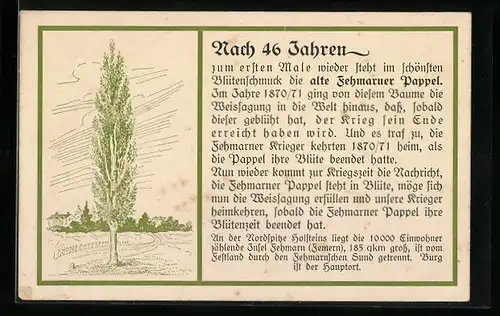 Nach 46 Jahren
zum ersten Male wieder steht im schönsten
Blütenschmuck die alte Fehmarner Pappel.
Im Jahre 1870/71 ging von diesem Baume die
Weissagung in die Welt hinaus, daß, sobald
dieser geblüht hat, der Krieg sein Ende
erreicht haben wird. Und es traf zu, die
Fehmarner Krieger kehrten 1870/71 heim, als
die Pappel ihre Blüte beendet hatte.
Nun wieder kommt zur Kriegszeit die Nachricht,
die Fehmarner Pappel steht in Blüte, möge sich
nun die Weissagung erfüllen und unsere Krieger
heimkehren, sobald die Fehmarner Pappel ihre
Blütenzeit beendet hat.
An der Nordspitze Holsteins liegt die 10000 Einwohner
zählende Insel Fehmarn (Femern), 185 qkm groß, ist vom
Festland durch den Fehmarnschen Sund getrennt. Burg
ist der Hauptort.